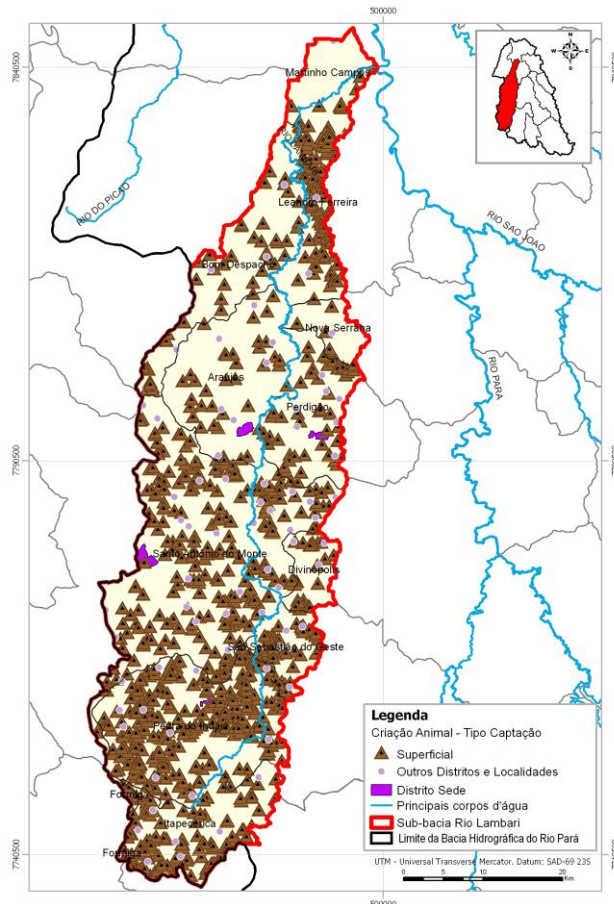 500000
7840500
Martinho Campos
N
W
E
S
RIO DO PICAO
Leandro Ferreira
RIO SAO JOAO
Bom Despacho
Nova Serrana
RIO PARA
Araújos
Perdigão
7790500
Santo Antônio do Monte
Divinópolis
São Sebastião do Oeste
Pedra do Indaiá
Formiga
Itapecerica
Formiga
7740500
7740500
500000
Legenda
Criação Animal - Tipo Captação
Superficial
Outros Distritos e Localidades
Distrito Sede
Principais corpos d'água
Sub-bacia Rio Lambari
Limite da Bacia Hidrográfica do Rio Pará
UTM - Universal Transverse Mercator. Datum: SAD-69 23S
0
10
20
Km